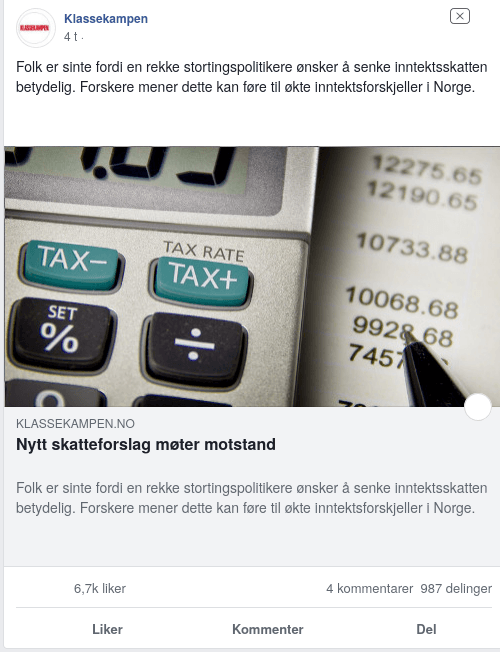 KLASSEKAMPEN
Klassekampen
4 t ·
Folk er sinte fordi en rekke stortingspolitikere ønsker å senke inntektsskatten
betydelig. Forskere mener dette kan føre til økte inntektsforskjeller i Norge.
12275.65
12190.65
10733.88
10068.68
9928.68
TAX−
TAX RATE
TAX+
SET
%
÷
KLASSEKAMPEN.NO
Nytt skatteforslag møter motstand
Folk er sinte fordi en rekke stortingspolitikere ønsker å senke inntektsskatten
betydelig. Forskere mener dette kan føre til økte inntektsforskjeller i Norge.
6,7k liker
4 kommentarer 987 delinger
Liker Kommenter Del